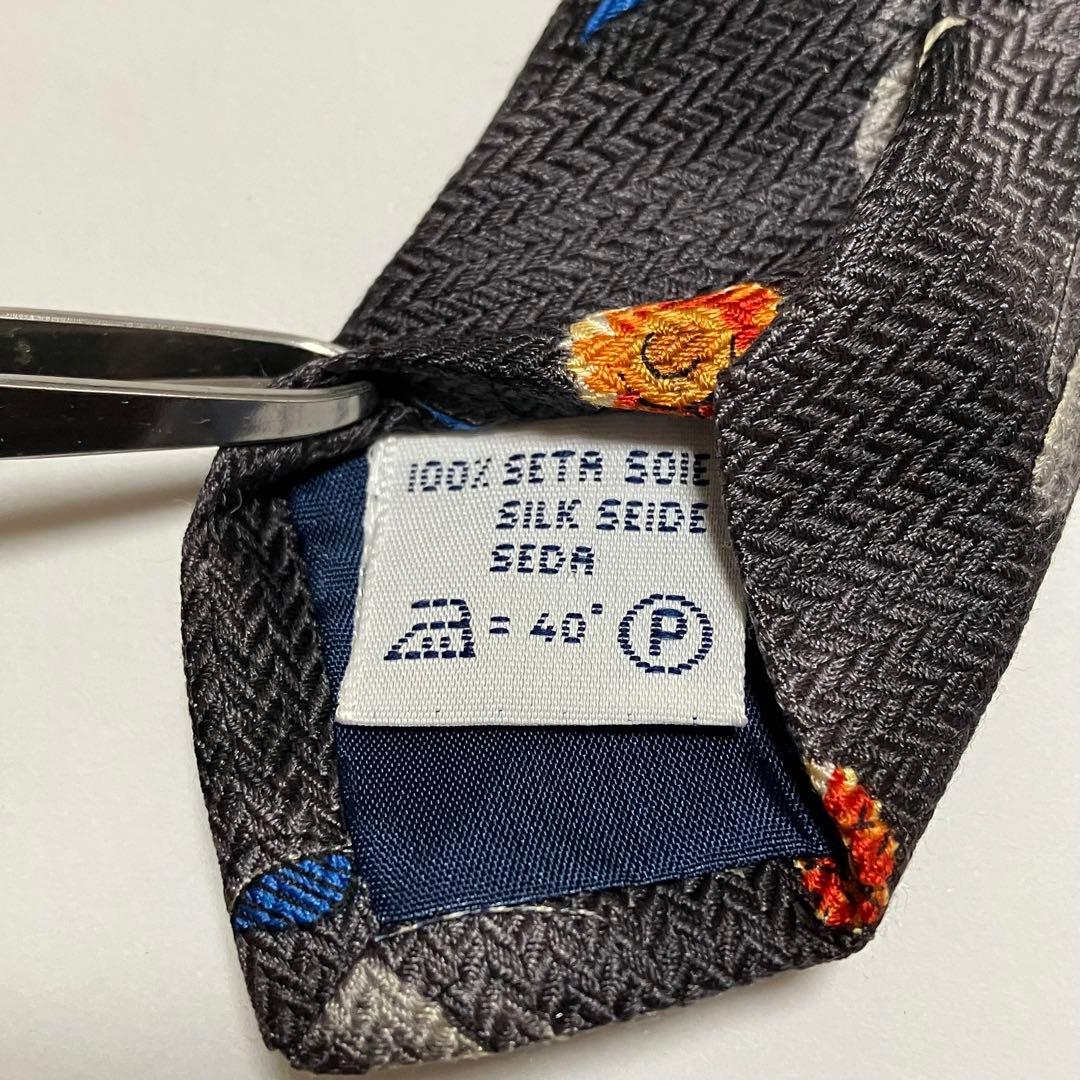 100% SETA SOIE
SILK SEIDE
SEDA
= 40° P